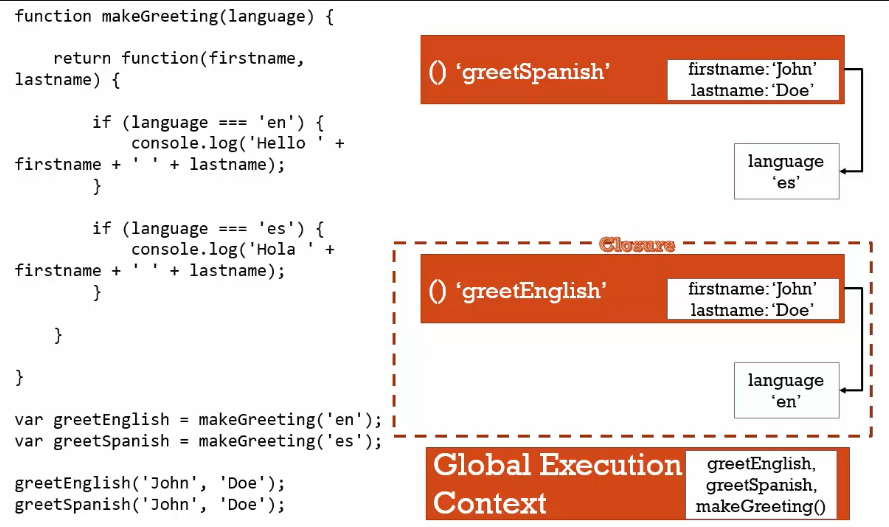 function makeGreeting(language) {
return function(firstname,
lastname) {
if (language === 'en') {
console.log('Hello ' +
firstname + ' ' + lastname);
}
if (language === 'es') {
console.log('Hola ' +
firstname + ' ' + lastname);
}
}
}
var greetEnglish = makeGreeting('en');
var greetSpanish = makeGreeting('es');
greetEnglish('John', 'Doe');
greetSpanish('John', 'Doe');
() ‘greetSpanish’
firstname: ‘John’
lastname: ‘Doe’
language
‘es’
Closure
() ‘greetEnglish’
firstname: ‘John’
lastname: ‘Doe’
language
‘en’
Global Execution
Context
greetEnglish,
greetSpanish,
makeGreeting()